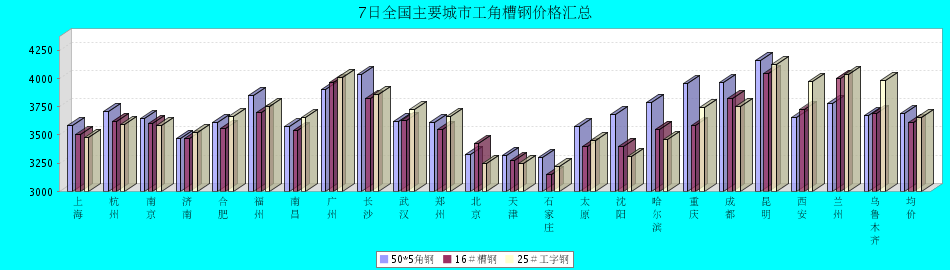 7日全国主要城市工角槽钢价格汇总
4250
4000
3750
3500
3250
3000
上海 杭州 南京 济南 合肥 福州 南昌 广州 长沙 武汉 郑州 北京 天津 石家庄 太原 沈阳 哈尔滨 重庆 成都 昆明 西安 兰州 乌鲁木齐 均价
50*5角钢 16#槽钢 25#工字钢